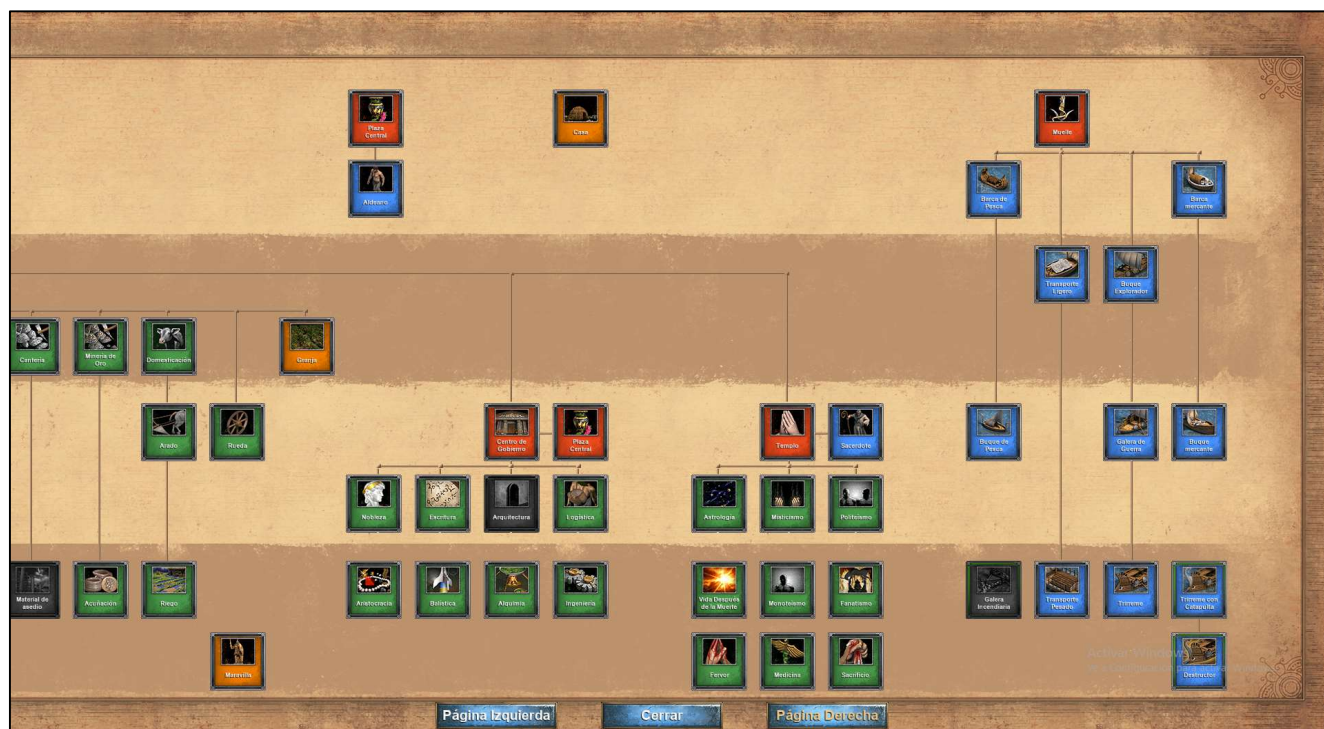 Plaza
Central
Casa
Muelle
Aldeano
Barca de
Pesca
Barca
mercante
Transporte
Ligero
Buque
Explorador
Cantería
Minería de
Oro
Domesticación
Granja
Arado
Rueda
Centro de
Gobierno
Plaza
Central
Templo
Sacerdote
Buque de
Pesca
Galera de
Guerra
Buque
mercante
Nobleza
Escritura
Arquitectura
Logística
Astrología
Misticismo
Politeísmo
Material de
asedio
Acuñación
Riego
Aristocracia
Balística
Alquimia
Ingeniería
Vida Después
de la Muerte
Monoteísmo
Fanatismo
Galera
Incendiaria
Transporte
Pesado
Trirreme
Trirreme con
Catapulta
Maravilla
Fervor
Medicina
Sacrificio
Destructor
Activar Windows
Página Izquierda
Cerrar
Página Derecha